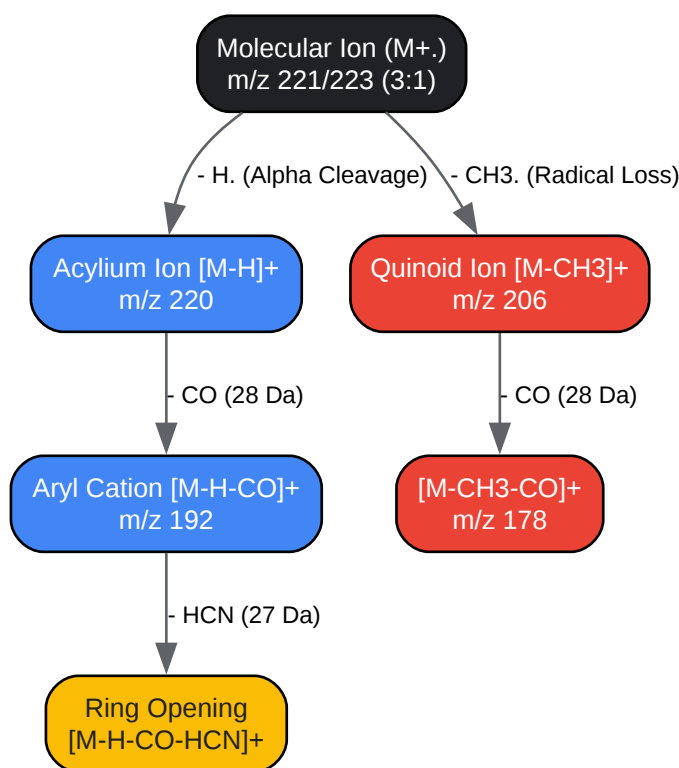 Molecular Ion (M+.)
m/z 221/223 (3:1)
- H. (Alpha Cleavage)
- CH3. (Radical Loss)
Acylium Ion [M-H]+
m/z 220
Quinoid Ion [M-CH3]+
m/z 206
- CO (28 Da)
- CO (28 Da)
Aryl Cation [M-H-CO]+
m/z 192
[M-CH3-CO]+
m/z 178
- HCN (27 Da)
Ring Opening
[M-H-CO-HCN]+